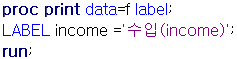 proc print data=f label;
LABEL income ='수입(income)';
run;